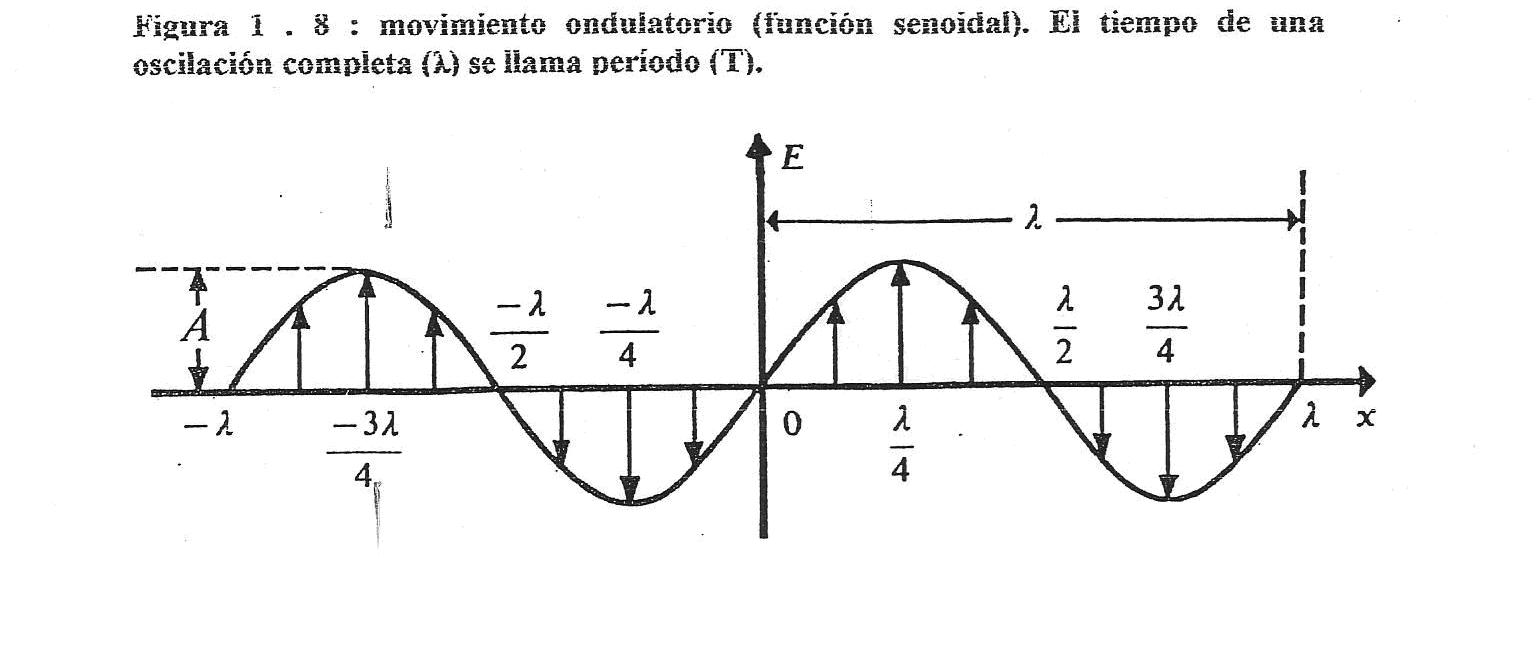 Figura 1 . 8 : movimiento ondulatorio (función senoidal). El tiempo de una
oscilación completa (λ) se llama período (T).
E
λ
A
−λ/2
−λ/4
λ/2
3λ/4
−λ
−3λ/4
0
λ/4
λ
x